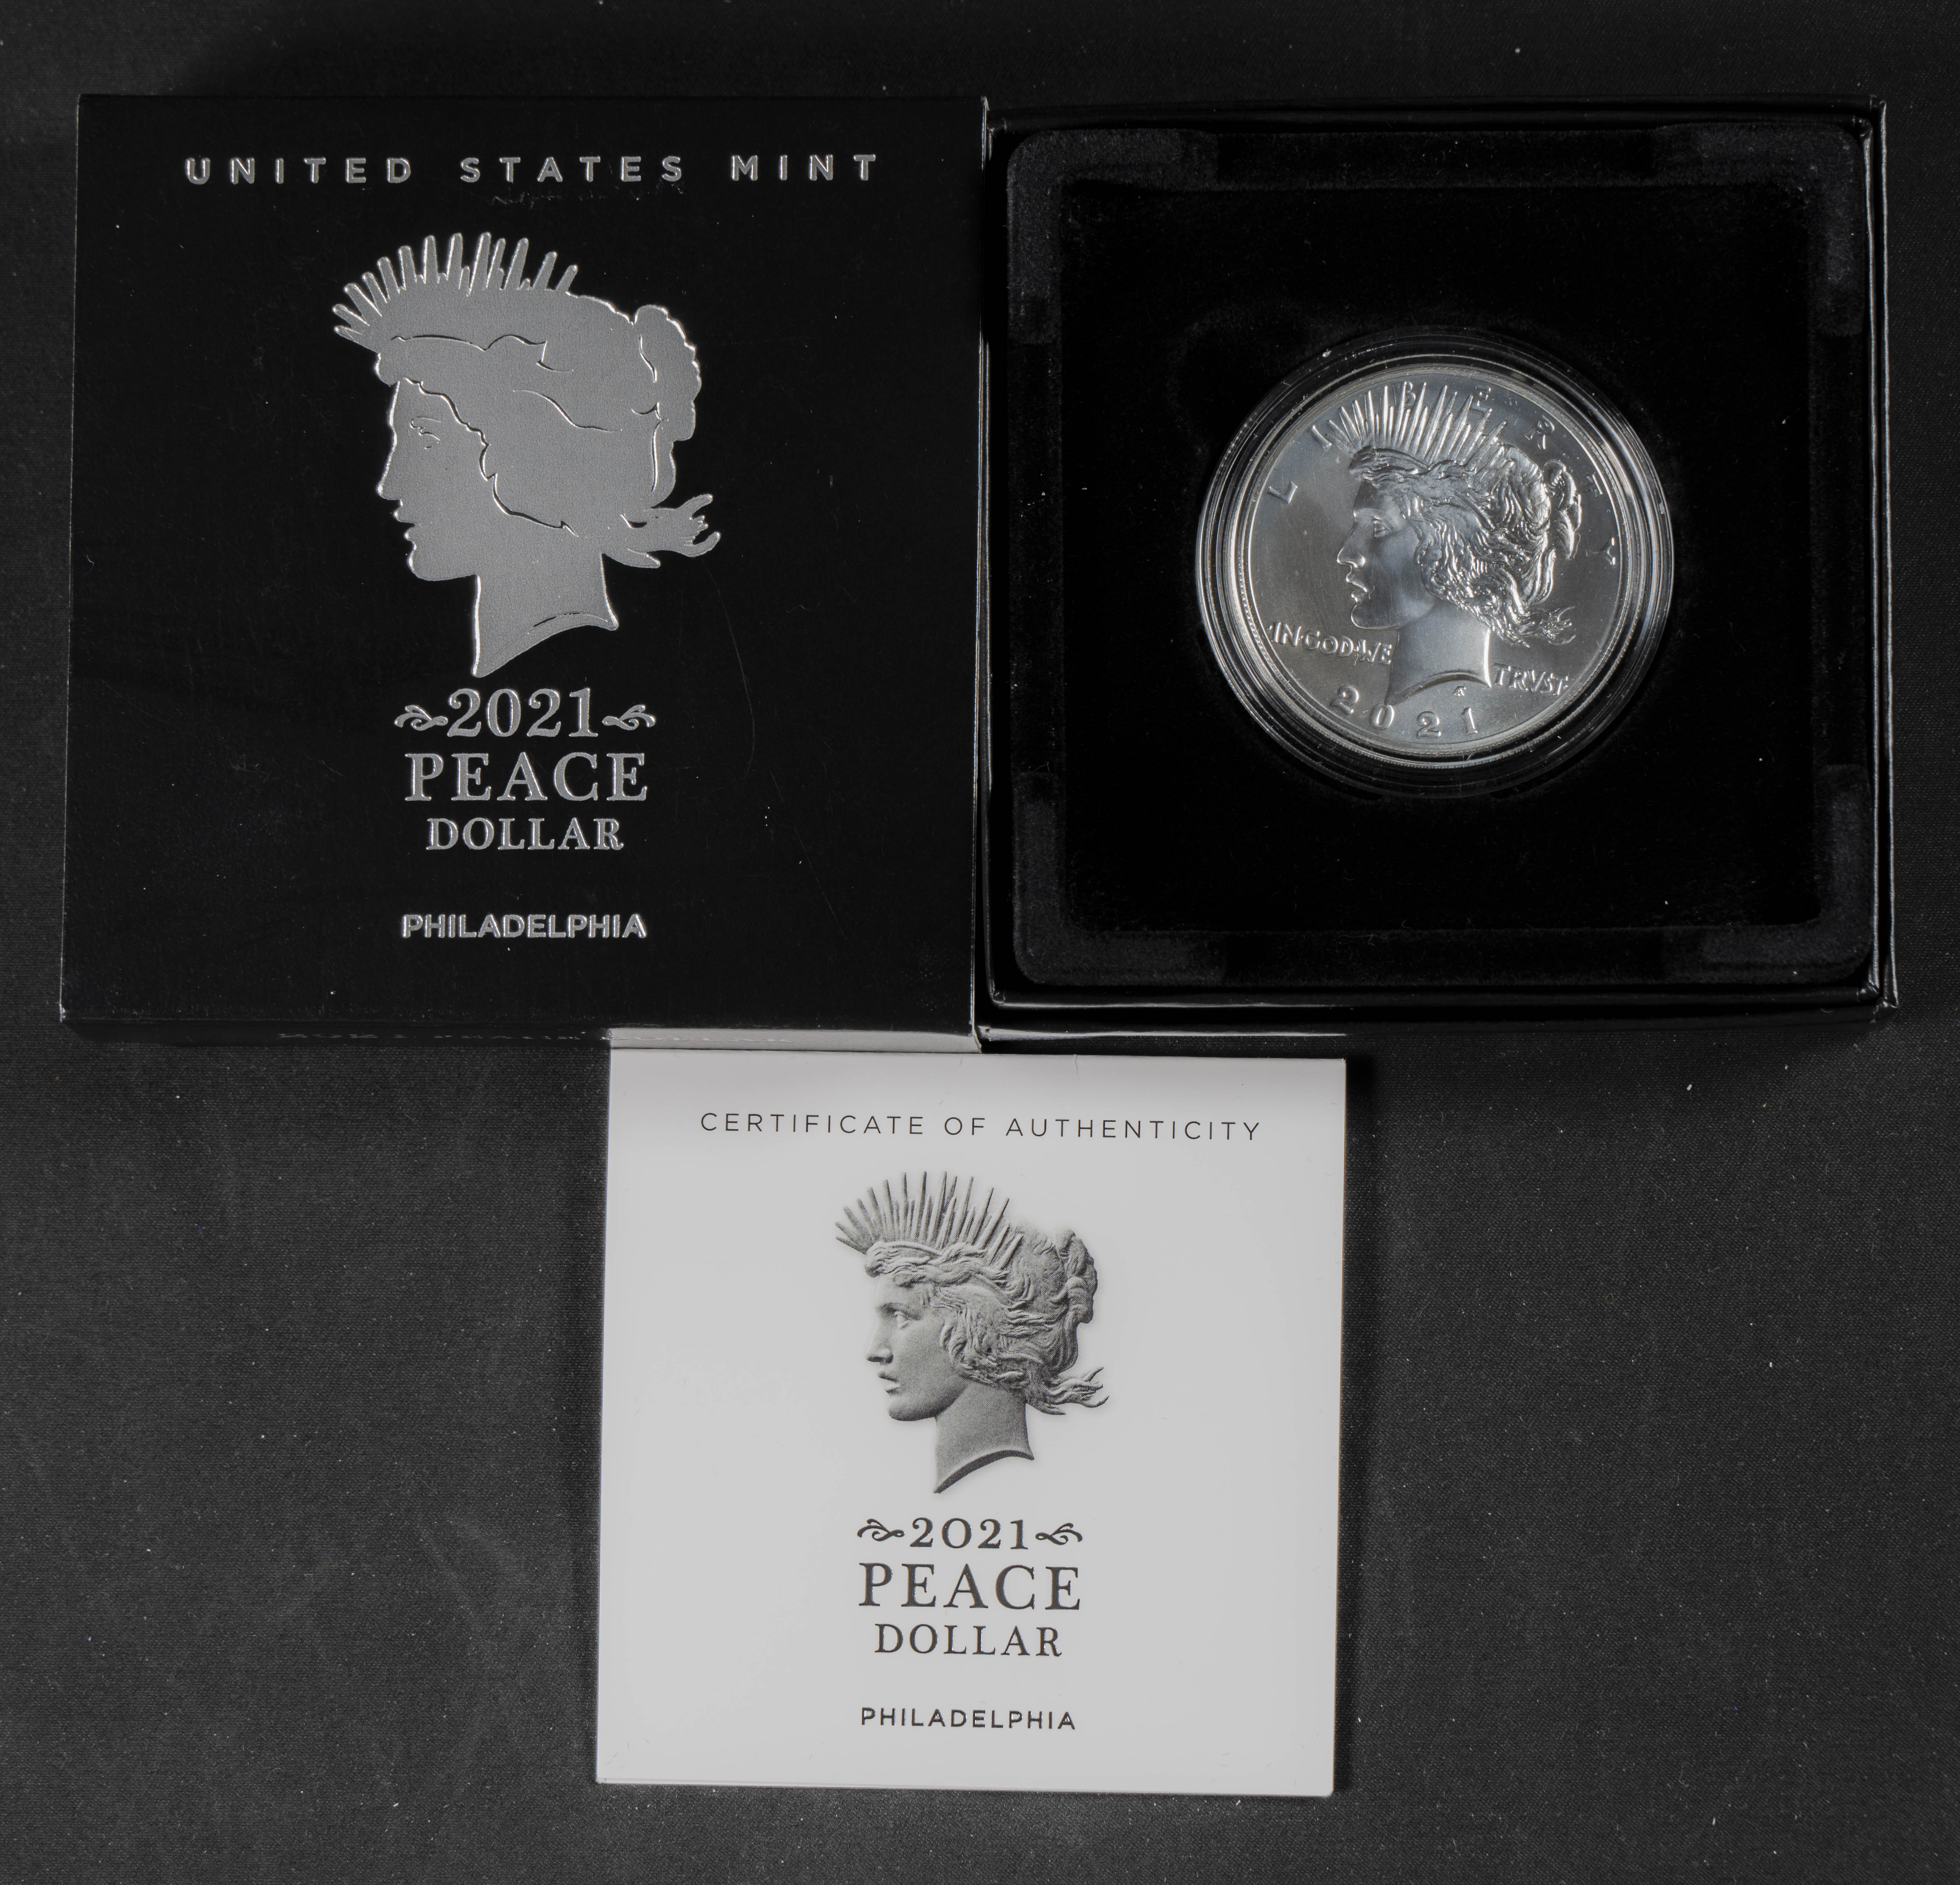 UNITED STATES MINT
2021
PEACE
DOLLAR
PHILADELPHIA
LIBERTY
IN·GOD·WE
TRVST
2021
CERTIFICATE OF AUTHENTICITY
2021
PEACE
DOLLAR
PHILADELPHIA